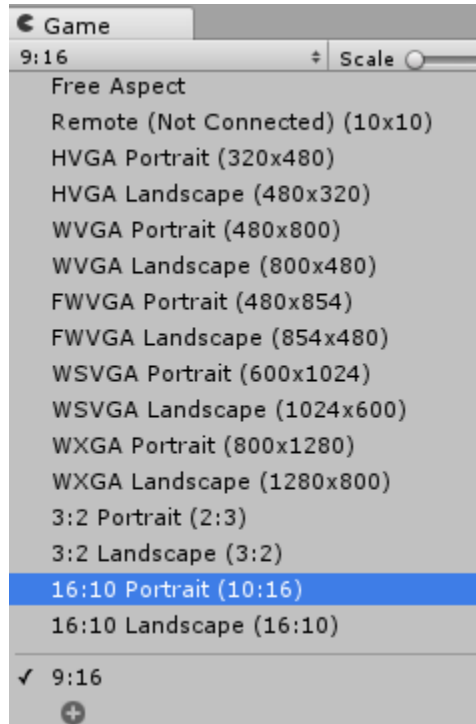 Game
9:16 Scale
Free Aspect
Remote (Not Connected) (10x10)
HVGA Portrait (320x480)
HVGA Landscape (480x320)
WVGA Portrait (480x800)
WVGA Landscape (800x480)
FWVGA Portrait (480x854)
FWVGA Landscape (854x480)
WSVGA Portrait (600x1024)
WSVGA Landscape (1024x600)
WXGA Portrait (800x1280)
WXGA Landscape (1280x800)
3:2 Portrait (2:3)
3:2 Landscape (3:2)
16:10 Portrait (10:16)
16:10 Landscape (16:10)
✓ 9:16